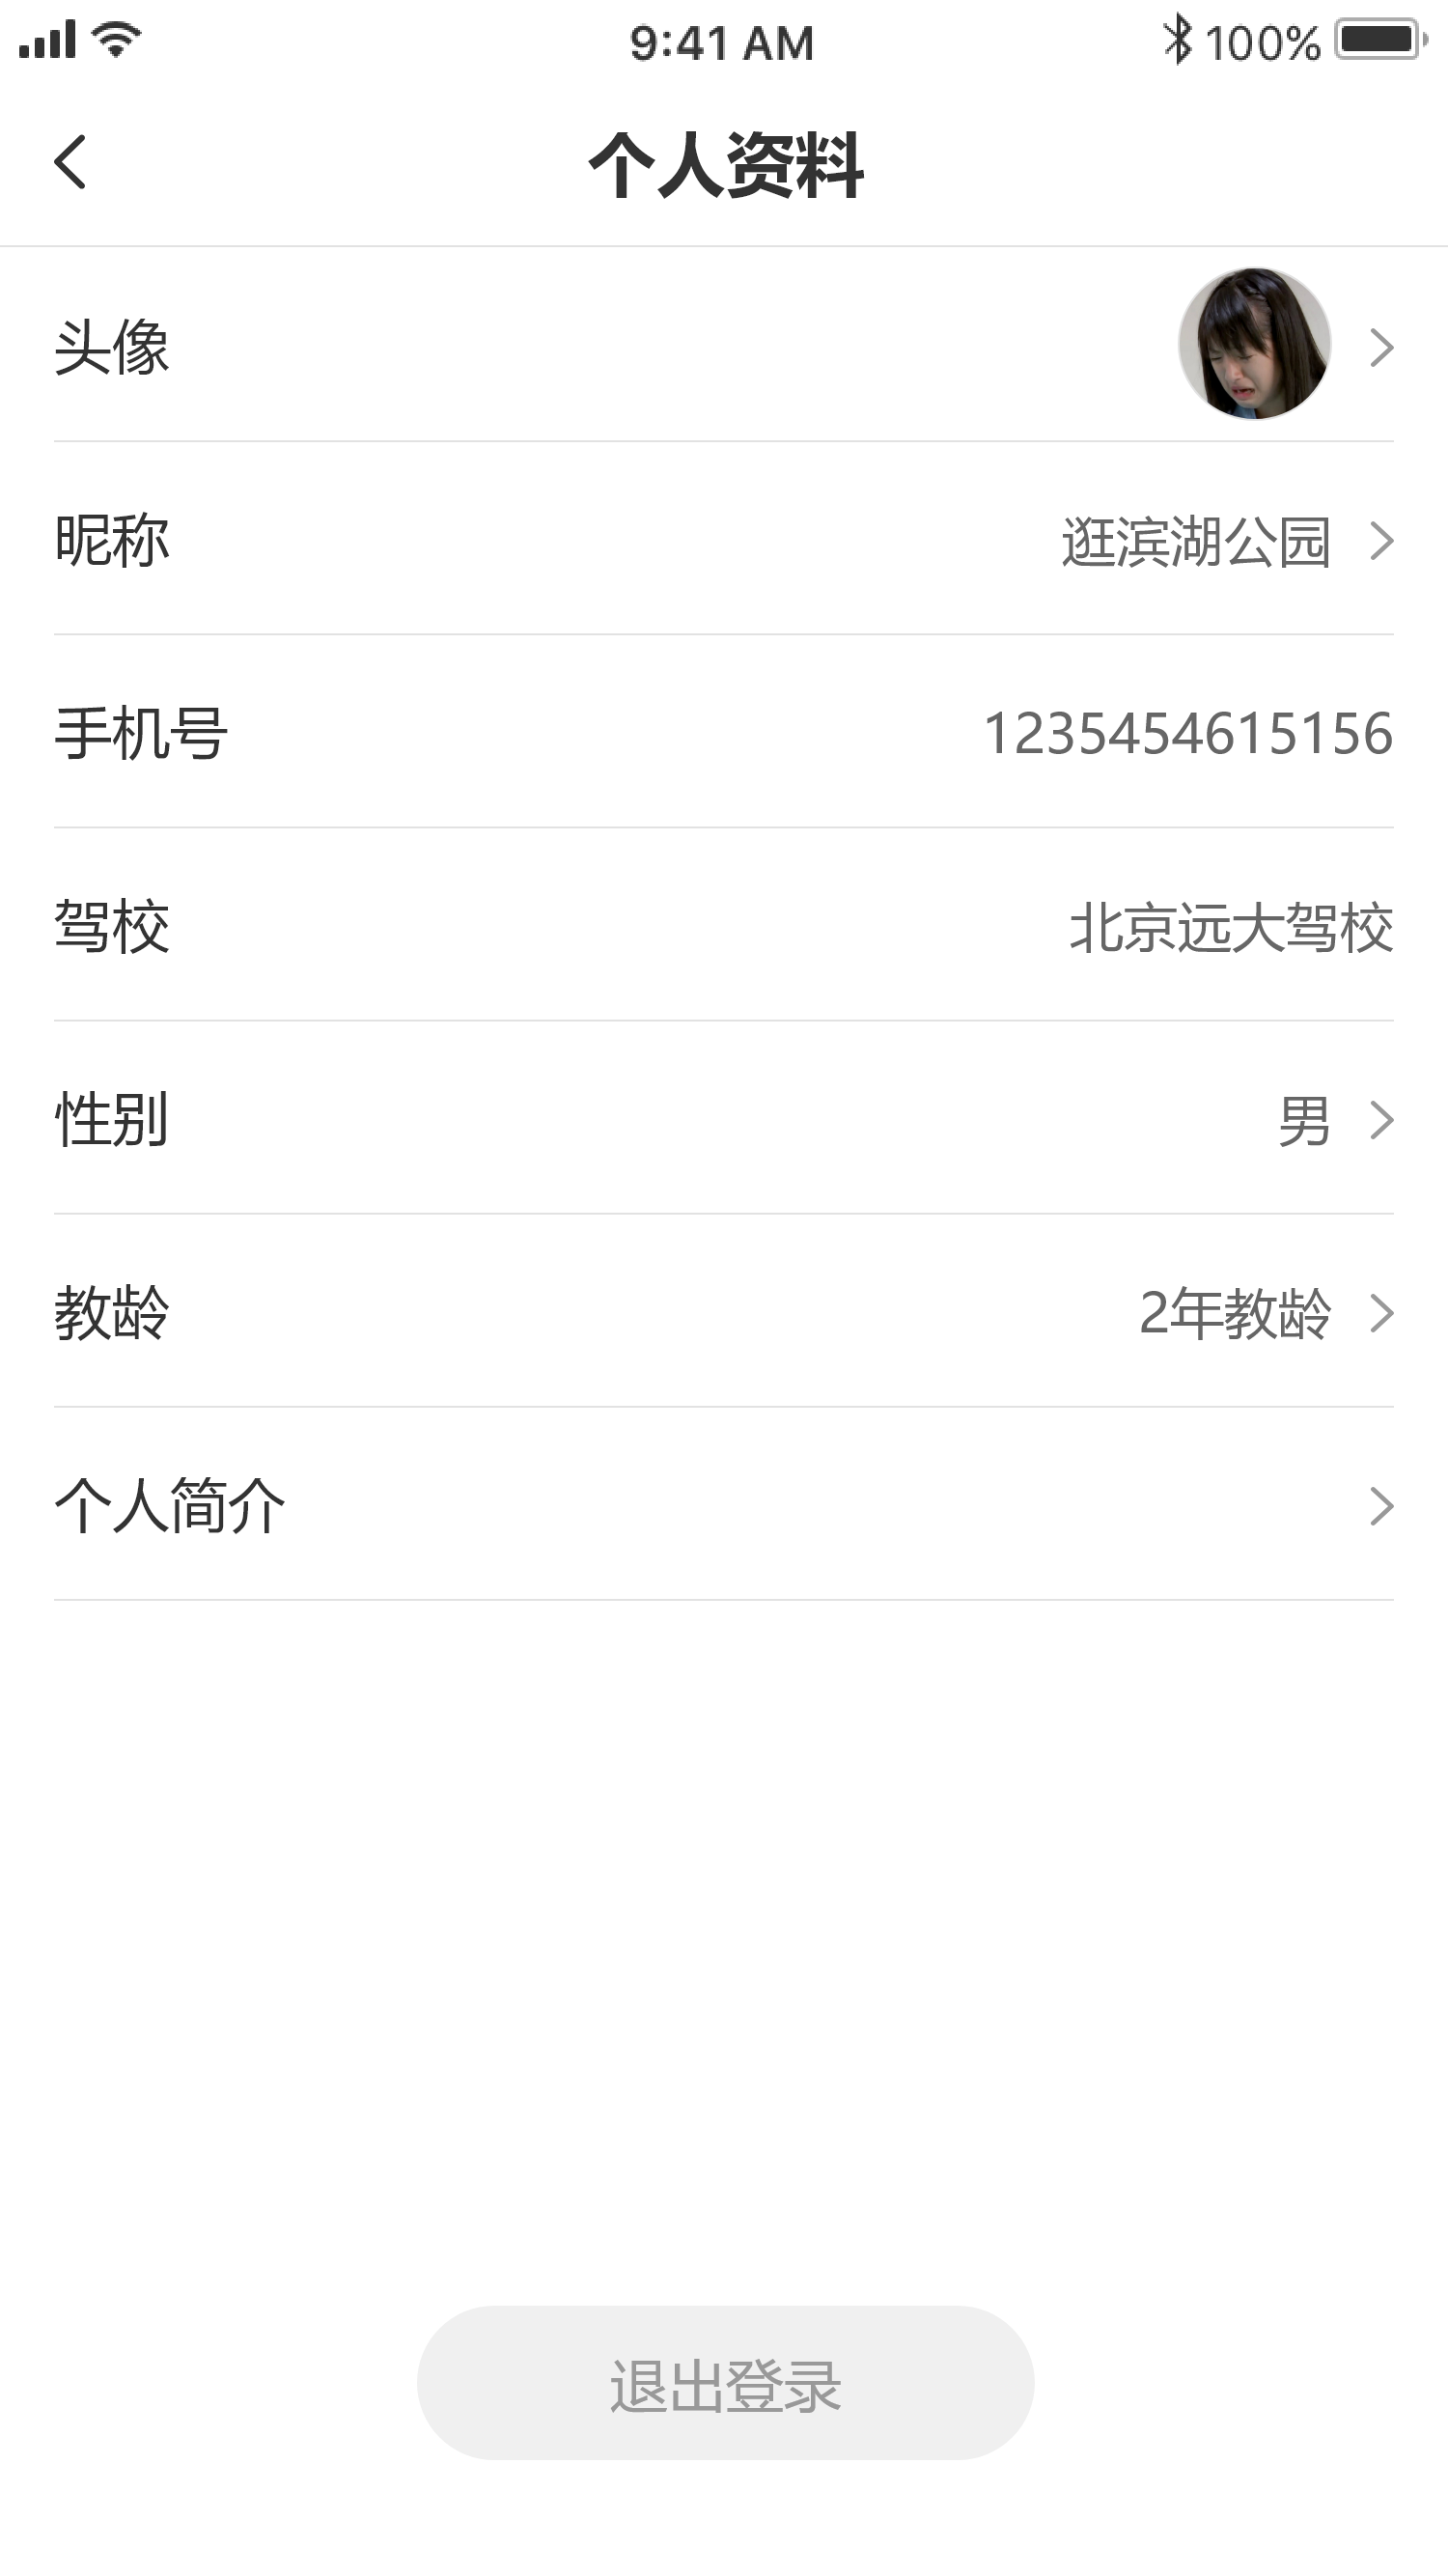 9:41 AM 100%
个人资料
头像
昵称 逛滨湖公园
手机号 1235454615156
驾校 北京远大驾校
性别 男
教龄 2年教龄
个人简介
退出登录